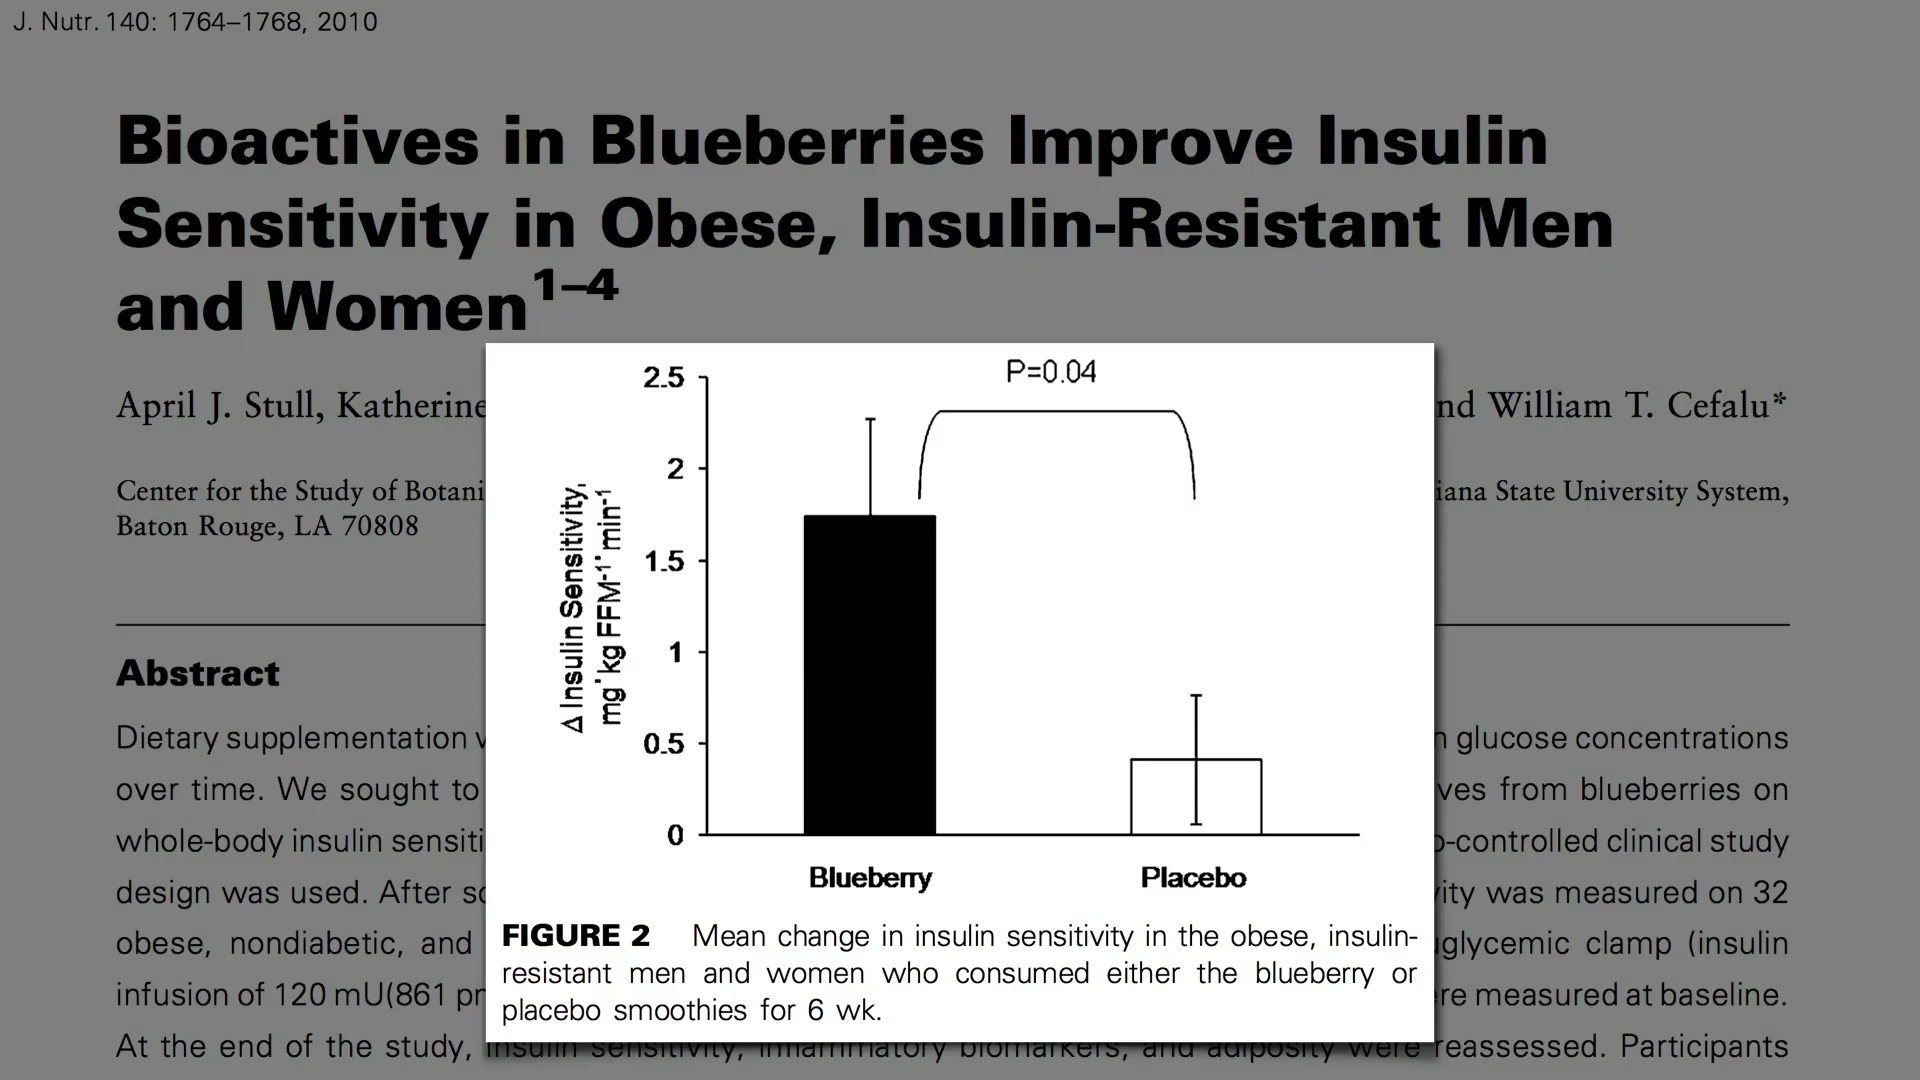 J. Nutr. 140: 1764–1768, 2010
Bioactives in Blueberries Improve Insulin
Sensitivity in Obese, Insulin-Resistant Men
and Women1–4
April J. Stull, Katherine
nd William T. Cefalu*
Center for the Study of Botani
iana State University System,
Baton Rouge, LA 70808
P=0.04
2.5
2
1.5
1
0.5
0
Δ Insulin Sensitivity,
mg·kg FFM-1·min-1
Blueberry Placebo
FIGURE 2 Mean change in insulin sensitivity in the obese, insulin-
resistant men and women who consumed either the blueberry or
placebo smoothies for 6 wk.
Abstract
Dietary supplementation glucose concentrations
over time. We sought to ves from blueberries on
whole-body insulin sensiti -controlled clinical study
design was used. After ity was measured on 32
obese, nondiabetic, and glycemic clamp (insulin
infusion of 120 mU(861 re measured at baseline.
At the end of the study, insulin sensitivity, inflammatory biomarkers, and adiposity were reassessed. Participants